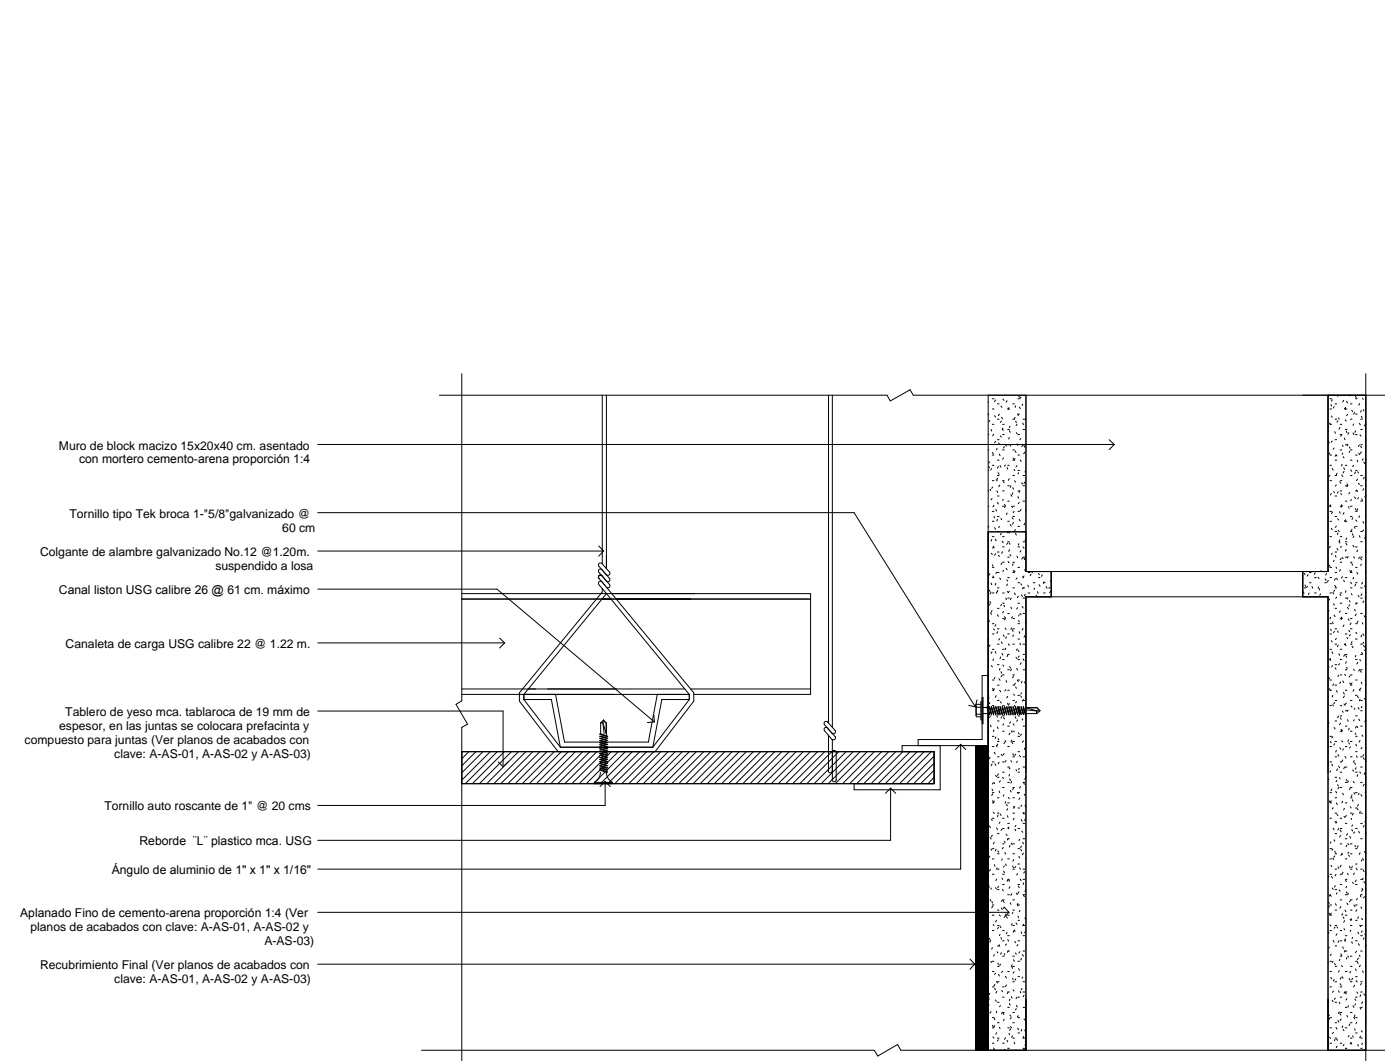 Muro de block macizo 15x20x40 cm. asentado
con mortero cemento-arena proporción 1:4
Tornillo tipo Tek broca 1-"5/8"galvanizado @
60 cm
Colgante de alambre galvanizado No.12 @1.20m.
suspendido a losa
Canal liston USG calibre 26 @ 61 cm. máximo
Canaleta de carga USG calibre 22 @ 1.22 m.
Tablero de yeso mca. tablaroca de 19 mm de
espesor, en las juntas se colocara prefacinta y
compuesto para juntas (Ver planos de acabados con
clave: A-AS-01, A-AS-02 y A-AS-03)
Tornillo auto roscante de 1" @ 20 cms
Reborde ¨L¨ plastico mca. USG
Ángulo de aluminio de 1" x 1" x 1/16"
Aplanado Fino de cemento-arena proporción 1:4 (Ver
planos de acabados con clave: A-AS-01, A-AS-02 y
A-AS-03)
Recubrimiento Final (Ver planos de acabados con
clave: A-AS-01, A-AS-02 y A-AS-03)